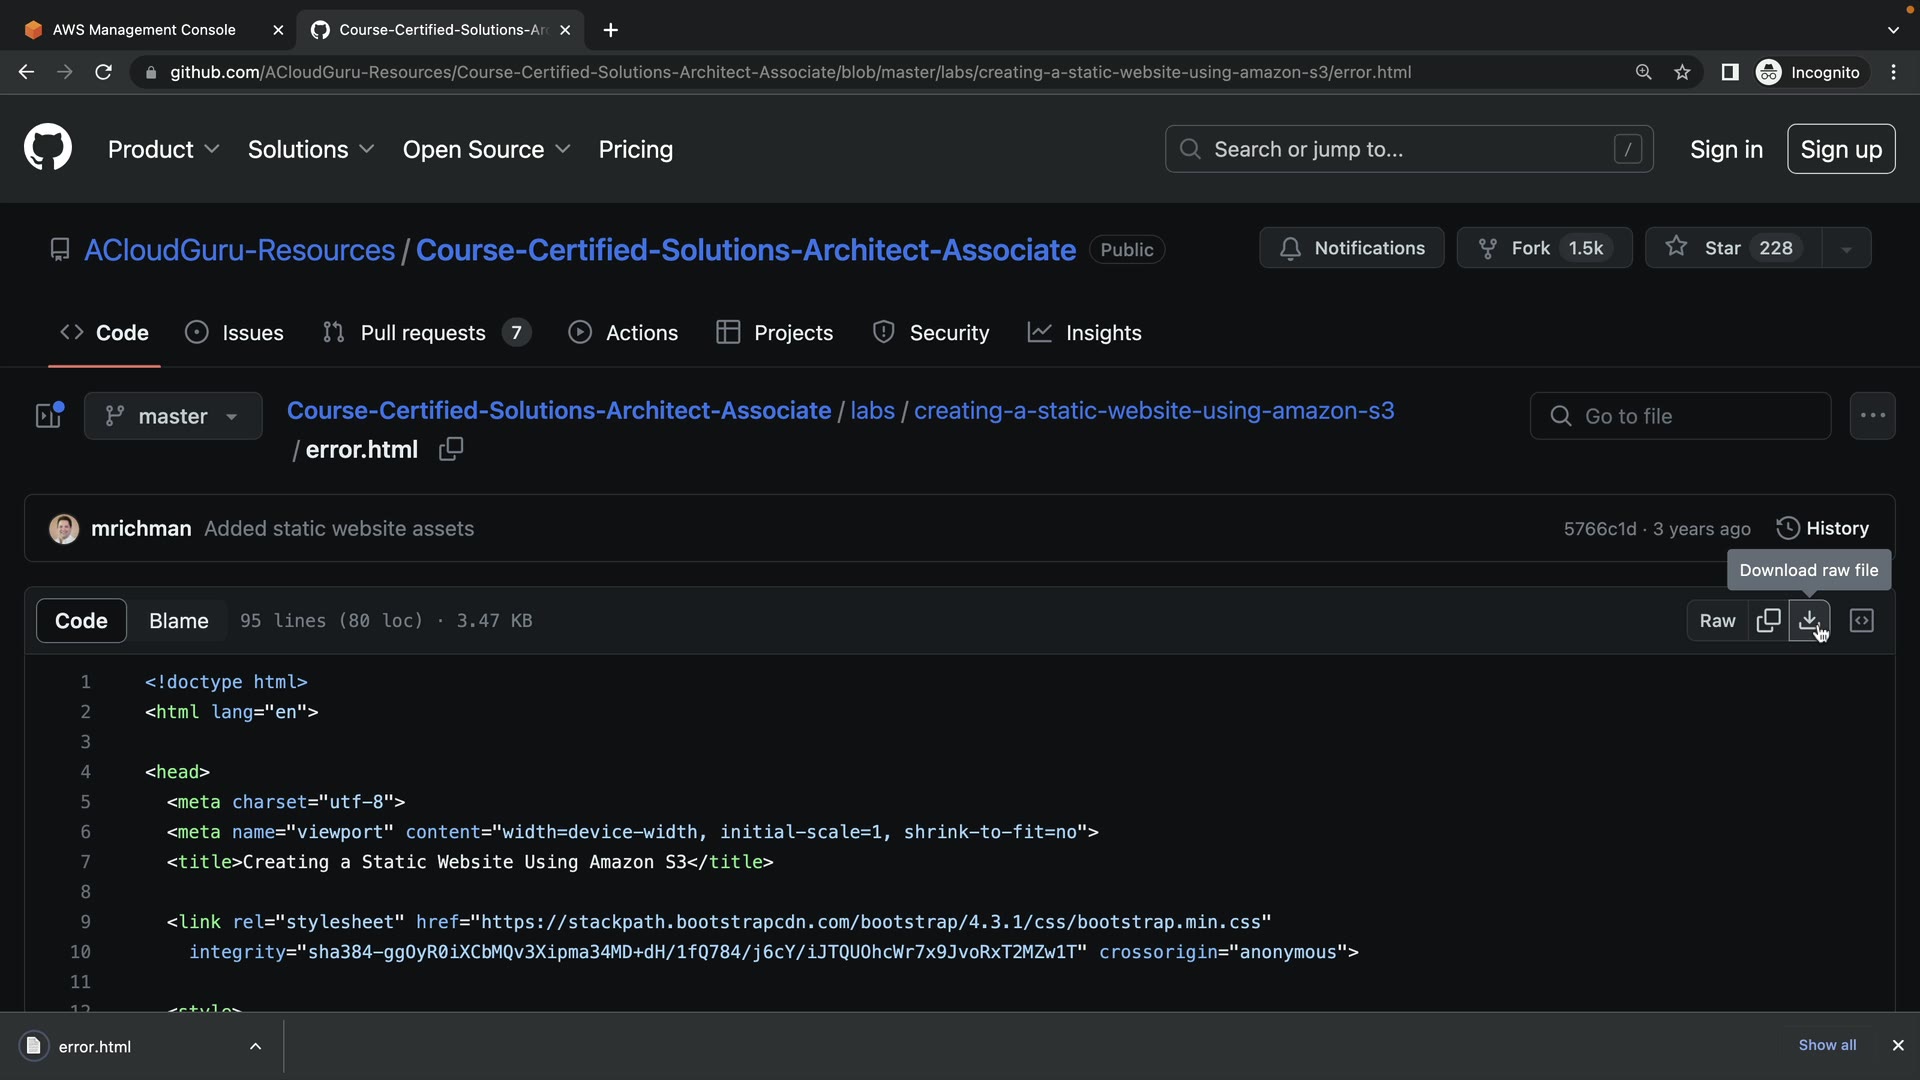 AWS Management Console
Course-Certified-Solutions-Ar
github.com/ACloudGuru-Resources/Course-Certified-Solutions-Architect-Associate/blob/master/labs/creating-a-static-website-using-amazon-s3/error.html
Incognito
Product
Solutions
Open Source
Pricing
Search or jump to...
/
Sign in
Sign up
ACloudGuru-Resources / Course-Certified-Solutions-Architect-Associate
Public
Notifications
Fork 1.5k
Star 228
Code
Issues
Pull requests 7
Actions
Projects
Security
Insights
master
Course-Certified-Solutions-Architect-Associate / labs / creating-a-static-website-using-amazon-s3
/ error.html
Go to file
mrichman Added static website assets
5766c1d · 3 years ago
History
Download raw file
Code
Blame
95 lines (80 loc) · 3.47 KB
Raw
1 <!doctype html>
2 <html lang="en">
3
4 <head>
5 <meta charset="utf-8">
6 <meta name="viewport" content="width=device-width, initial-scale=1, shrink-to-fit=no">
7 <title>Creating a Static Website Using Amazon S3</title>
8
9 <link rel="stylesheet" href="https://stackpath.bootstrapcdn.com/bootstrap/4.3.1/css/bootstrap.min.css"
10 integrity="sha384-ggOyR0iXCbMQv3Xipma34MD+dH/1fQ784/j6cY/iJTQUOhcWr7x9JvoRxT2MZw1T" crossorigin="anonymous">
11
12 <style>
error.html
Show all